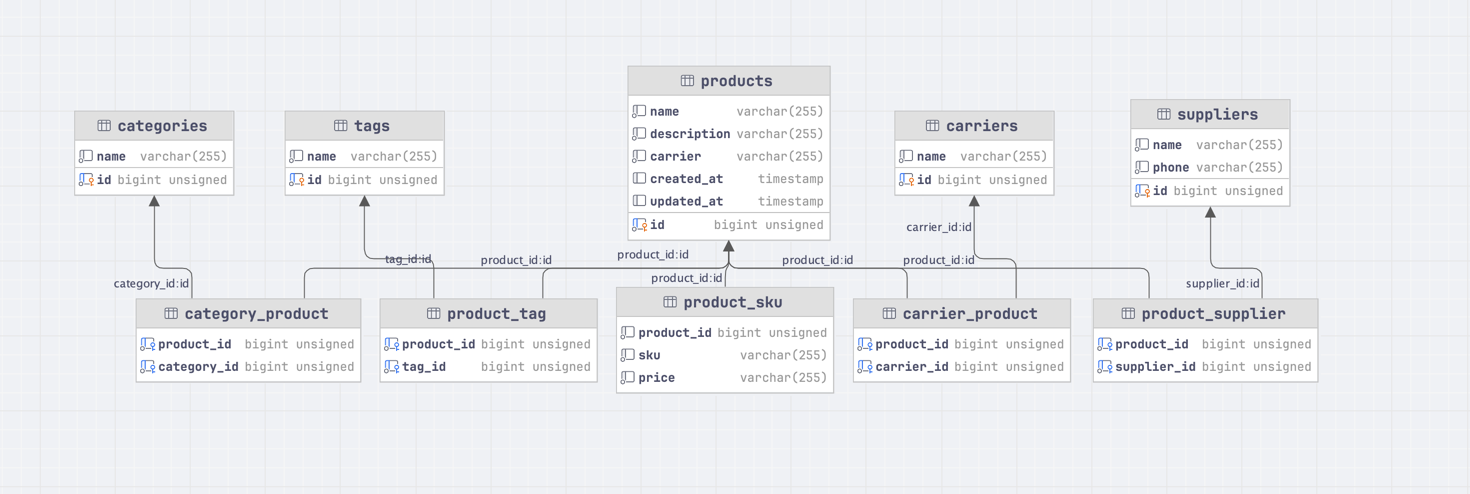 products
name varchar(255)
description varchar(255)
carrier varchar(255)
created_at timestamp
updated_at timestamp
id bigint unsigned
categories
name varchar(255)
id bigint unsigned
tags
name varchar(255)
id bigint unsigned
carriers
name varchar(255)
id bigint unsigned
suppliers
name varchar(255)
phone varchar(255)
id bigint unsigned
carrier_id:id
tag_id:id
product_id:id
product_id:id
product_id:id
product_id:id
product_id:id
category_id:id
supplier_id:id
category_product
product_id bigint unsigned
category_id bigint unsigned
product_tag
product_id bigint unsigned
tag_id bigint unsigned
product_sku
product_id bigint unsigned
sku varchar(255)
price varchar(255)
carrier_product
product_id bigint unsigned
carrier_id bigint unsigned
product_supplier
product_id bigint unsigned
supplier_id bigint unsigned